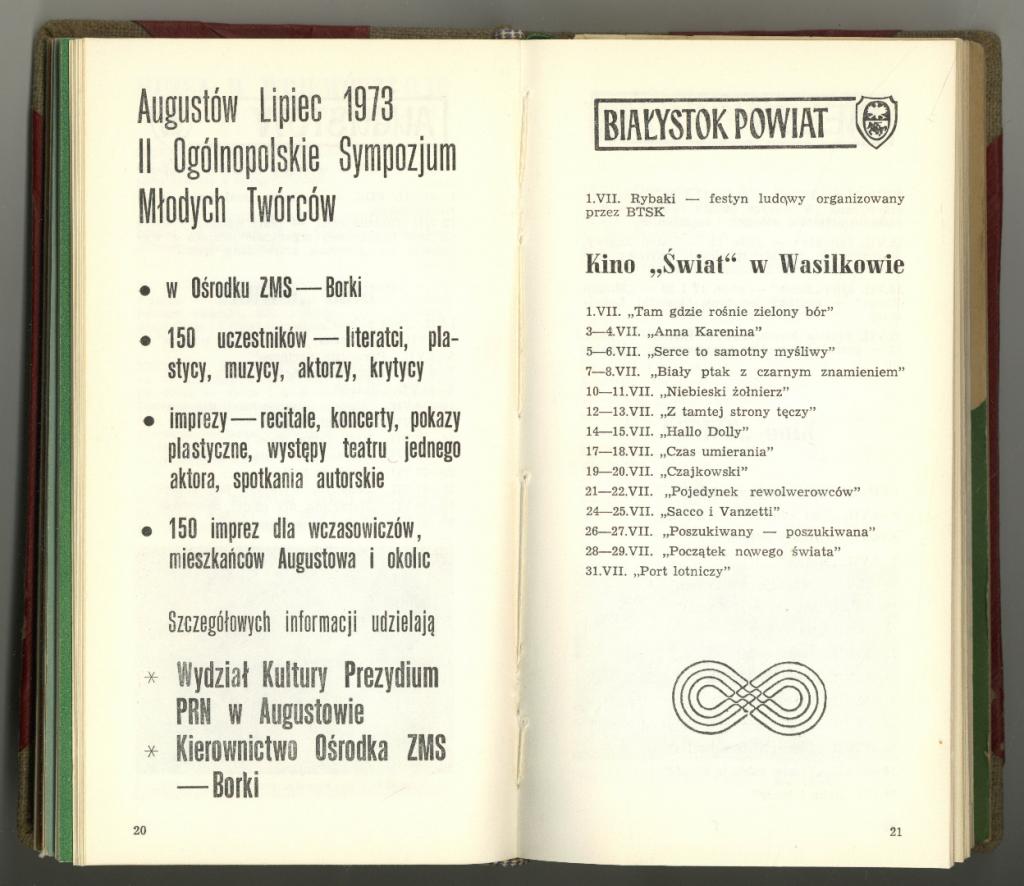 Augustów Lipiec 1973
II Ogólnopolskie Sympozjum
Młodych Twórców
● w Ośrodku ZMS — Borki
● 150 uczestników — literatci, pla-
stycy, muzycy, aktorzy, krytycy
● imprezy — recitale, koncerty, pokazy
plastyczne, występy teatru jednego
aktora, spotkania autorskie
● 150 imprez dla wczasowiczów,
mieszkańców Augustowa i okolic
Szczegółowych informacji udzielają
* Wydział Kultury Prezydium
PRN w Augustowie
* Kierownictwo Ośrodka ZMS
— Borki
20
BIAŁYSTOK POWIAT
1.VII. Rybaki — festyn ludowy organizowany
przez BTSK
Kino „Świat“ w Wasilkowie
1.VII. „Tam gdzie rośnie zielony bór”
3—4.VII. „Anna Karenina”
5—6.VII. „Serce to samotny myśliwy”
7—8.VII. „Biały ptak z czarnym znamieniem”
10—11.VII. „Niebieski żołnierz”
12—13.VII. „Z tamtej strony tęczy”
14—15.VII. „Hallo Dolly”
17—18.VII. „Czas umierania”
19—20.VII. „Czajkowski”
21—22.VII. „Pojedynek rewolwerowców”
24—25.VII. „Sacco i Vanzetti”
26—27.VII. „Poszukiwany — poszukiwana”
28—29.VII. „Początek nowego świata”
31.VII. „Port lotniczy”
21